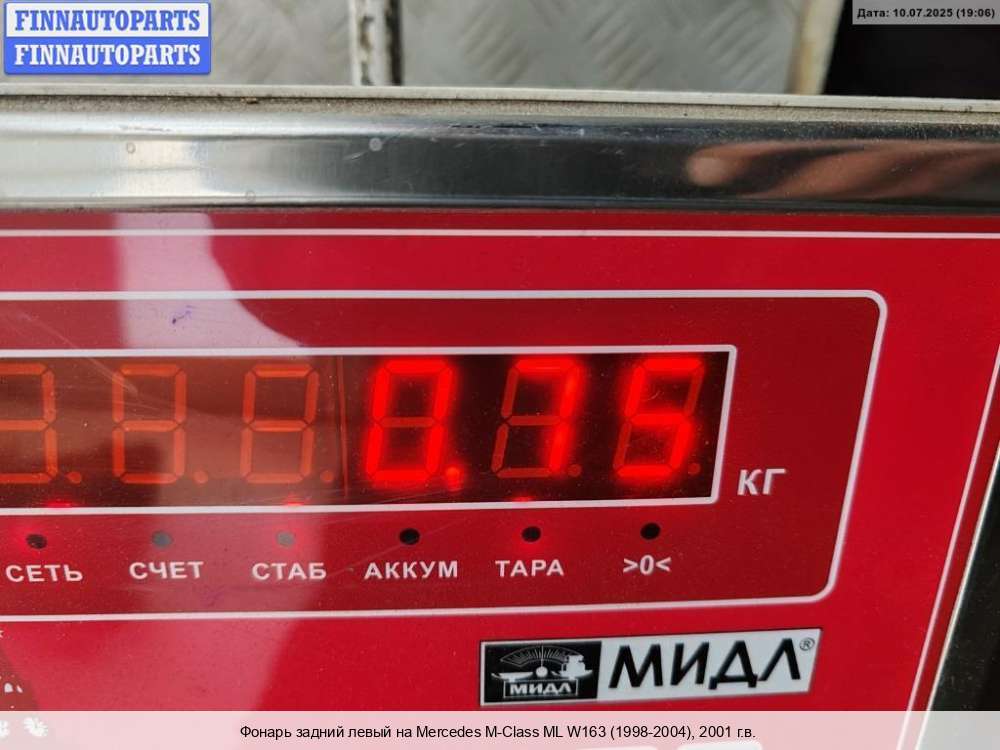 FINNAUTOPARTS
FINNAUTOPARTS
Дата: 10.07.2025 (19:06)
0.75
КГ
СЕТЬ СЧЕТ СТАБ АККУМ ТАРА >0<
МИДЛ МИДЛ®
Фонарь задний левый на Mercedes M-Class ML W163 (1998-2004), 2001 г.в.